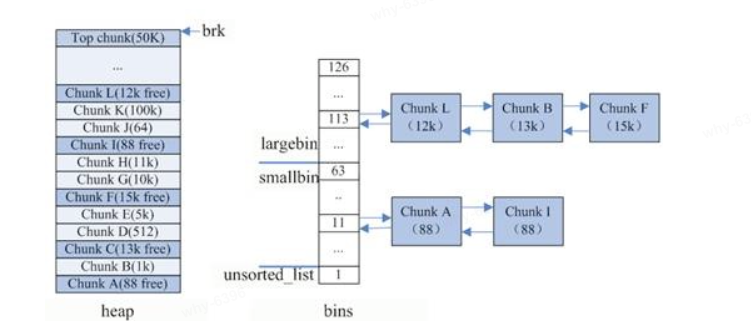 Top chunk(50K)
brk
...
Chunk L(12k free)
Chunk K(100k)
Chunk J(64)
Chunk I(88 free)
Chunk H(11k)
Chunk G(10k)
Chunk F(15k free)
Chunk E(5k)
Chunk D(512)
Chunk C(13k free)
Chunk B(1k)
Chunk A(88 free)
heap
126
...
113
...
63
..
11
...
1
largebin
smallbin
unsorted_list
bins
Chunk L
（12k）
Chunk B
（13k）
Chunk F
（15k）
Chunk A
（88）
Chunk I
（88）